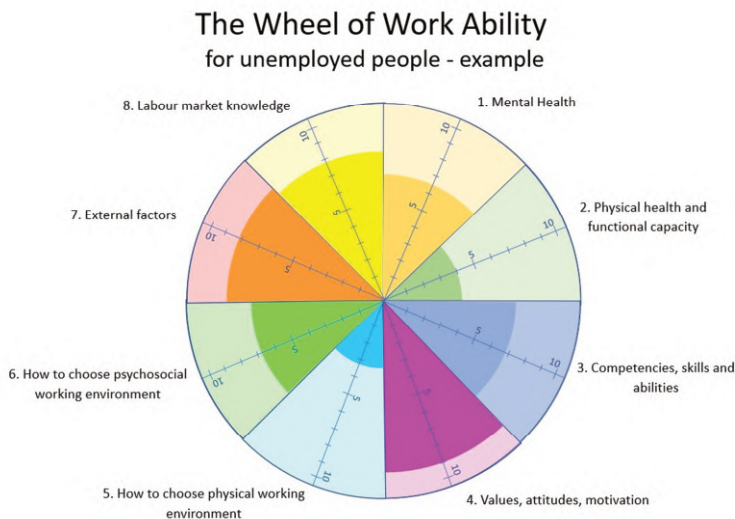 The Wheel of Work Ability
for unemployed people - example
8. Labour market knowledge
1. Mental Health
10
10
7. External factors
2. Physical health and
functional capacity
5
5
10
10
5
5
6. How to choose psychosocial
working environment
5
5
10
10
3. Competencies, skills and
abilities
5
5
10
10
5. How to choose physical working
environment
4. Values, attitudes, motivation